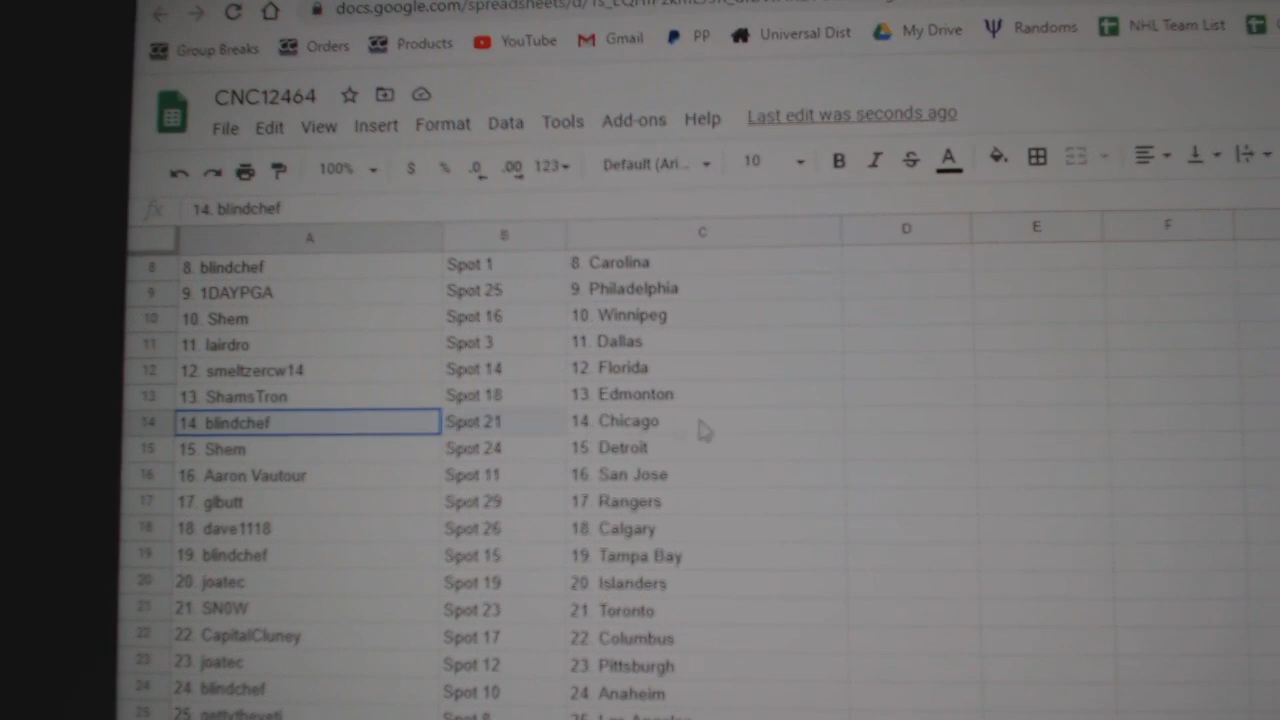 docs.google.com/spreadsheets/d/
Group Breaks Orders Products YouTube Gmail PP Universal Dist My Drive Randoms NHL Team List
CNC12464
File Edit View Insert Format Data Tools Add-ons Help Last edit was seconds ago
100% $ % .0 .00 123 Default (Ari... 10 B I S A
fx 14. blindchef
A B C D E F
8 8. blindchef Spot 1 8. Carolina
9 9. 1DAYPGA Spot 25 9. Philadelphia
10 10. Shem Spot 16 10. Winnipeg
11 11. lairdro Spot 3 11. Dallas
12 12. smeltzercw14 Spot 14 12. Florida
13 13. ShamsTron Spot 18 13. Edmonton
14 14. blindchef Spot 21 14. Chicago
15 15. Shem Spot 24 15. Detroit
16 16. Aaron Vautour Spot 11 16. San Jose
17 17. glbutt Spot 29 17. Rangers
18 18. dave1118 Spot 26 18. Calgary
19 19. blindchef Spot 15 19. Tampa Bay
20 20. joatec Spot 19 20. Islanders
21 21. SN0W Spot 23 21. Toronto
22 22. CapitalCluney Spot 17 22. Columbus
23 23. joatec Spot 12 23. Pittsburgh
24 24. blindchef Spot 10 24. Anaheim
25 25. gettytheyeti Spot 8